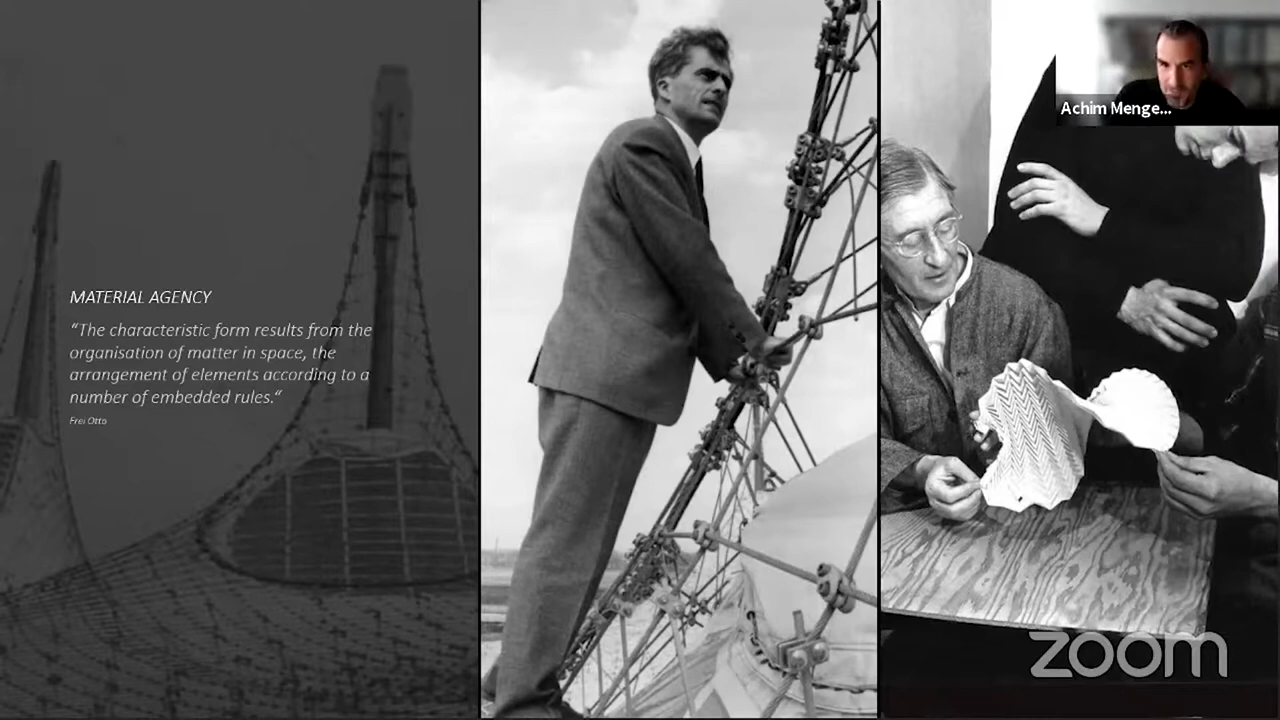 MATERIAL AGENCY
“The characteristic form results from the
organisation of matter in space, the
arrangement of elements according to a
number of embedded rules.“
Frei Otto
Achim Menge...
zoom